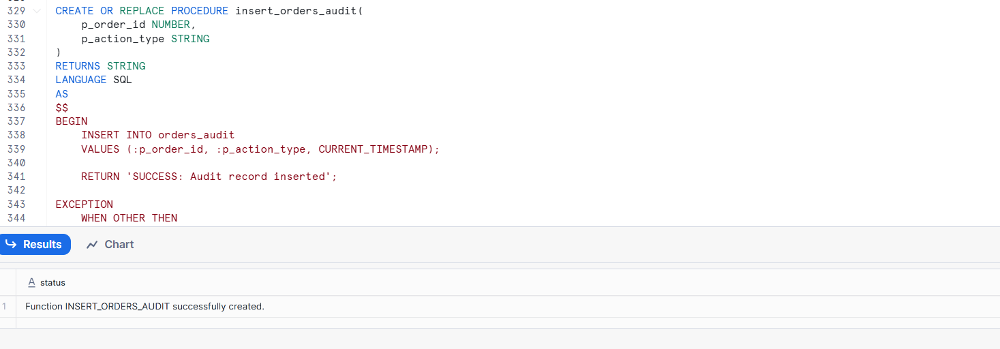 329 CREATE OR REPLACE PROCEDURE insert_orders_audit(
330 p_order_id NUMBER,
331 p_action_type STRING
332 )
333 RETURNS STRING
334 LANGUAGE SQL
335 AS
336 $$
337 BEGIN
338 INSERT INTO orders_audit
339 VALUES (:p_order_id, :p_action_type, CURRENT_TIMESTAMP);
340
341 RETURN 'SUCCESS: Audit record inserted';
342
343 EXCEPTION
344 WHEN OTHER THEN
Results Chart
A status
1 Function INSERT_ORDERS_AUDIT successfully created.